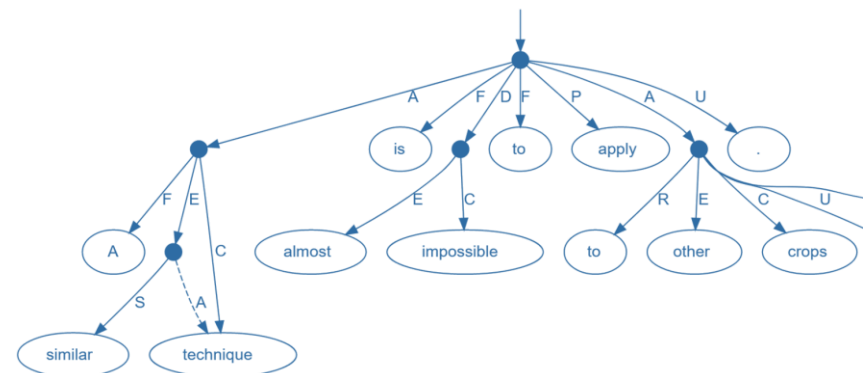 A F D F P A U
is to apply .
F E C E C R E C U
A almost impossible to other crops
S A
similar technique